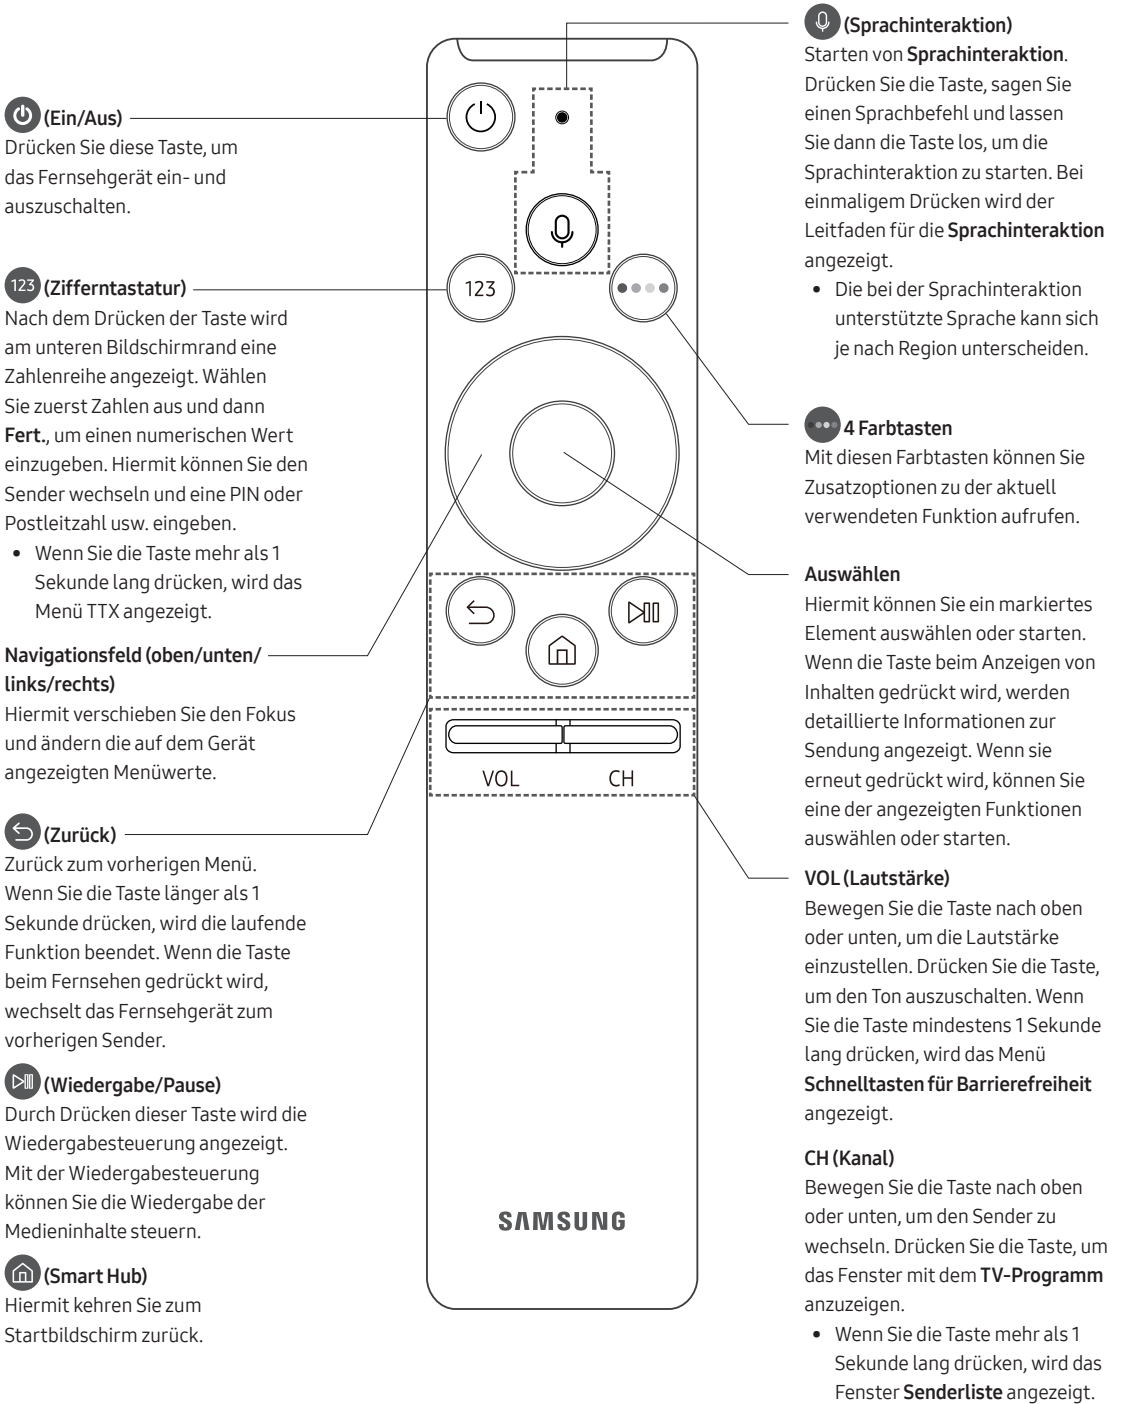 (Ein/Aus)
Drücken Sie diese Taste, um
das Fernsehgerät ein- und
auszuschalten.
123 (Zifferntastatur)
Nach dem Drücken der Taste wird
am unteren Bildschirmrand eine
Zahlenreihe angezeigt. Wählen
Sie zuerst Zahlen aus und dann
Fert., um einen numerischen Wert
einzugeben. Hiermit können Sie den
Sender wechseln und eine PIN oder
Postleitzahl usw. eingeben.
• Wenn Sie die Taste mehr als 1
Sekunde lang drücken, wird das
Menü TTX angezeigt.
Navigationsfeld (oben/unten/
links/rechts)
Hiermit verschieben Sie den Fokus
und ändern die auf dem Gerät
angezeigten Menüwerte.
(Zurück)
Zurück zum vorherigen Menü.
Wenn Sie die Taste länger als 1
Sekunde drücken, wird die laufende
Funktion beendet. Wenn die Taste
beim Fernsehen gedrückt wird,
wechselt das Fernsehgerät zum
vorherigen Sender.
(Wiedergabe/Pause)
Durch Drücken dieser Taste wird die
Wiedergabesteuerung angezeigt.
Mit der Wiedergabesteuerung
können Sie die Wiedergabe der
Medieninhalte steuern.
(Smart Hub)
Hiermit kehren Sie zum
Startbildschirm zurück.
123
VOL CH
SAMSUNG
(Sprachinteraktion)
Starten von Sprachinteraktion.
Drücken Sie die Taste, sagen Sie
einen Sprachbefehl und lassen
Sie dann die Taste los, um die
Sprachinteraktion zu starten. Bei
einmaligem Drücken wird der
Leitfaden für die Sprachinteraktion
angezeigt.
• Die bei der Sprachinteraktion
unterstützte Sprache kann sich
je nach Region unterscheiden.
4 Farbtasten
Mit diesen Farbtasten können Sie
Zusatzoptionen zu der aktuell
verwendeten Funktion aufrufen.
Auswählen
Hiermit können Sie ein markiertes
Element auswählen oder starten.
Wenn die Taste beim Anzeigen von
Inhalten gedrückt wird, werden
detaillierte Informationen zur
Sendung angezeigt. Wenn sie
erneut gedrückt wird, können Sie
eine der angezeigten Funktionen
auswählen oder starten.
VOL (Lautstärke)
Bewegen Sie die Taste nach oben
oder unten, um die Lautstärke
einzustellen. Drücken Sie die Taste,
um den Ton auszuschalten. Wenn
Sie die Taste mindestens 1 Sekunde
lang drücken, wird das Menü
Schnelltasten für Barrierefreiheit
angezeigt.
CH (Kanal)
Bewegen Sie die Taste nach oben
oder unten, um den Sender zu
wechseln. Drücken Sie die Taste, um
das Fenster mit dem TV-Programm
anzuzeigen.
• Wenn Sie die Taste mehr als 1
Sekunde lang drücken, wird das
Fenster Senderliste angezeigt.